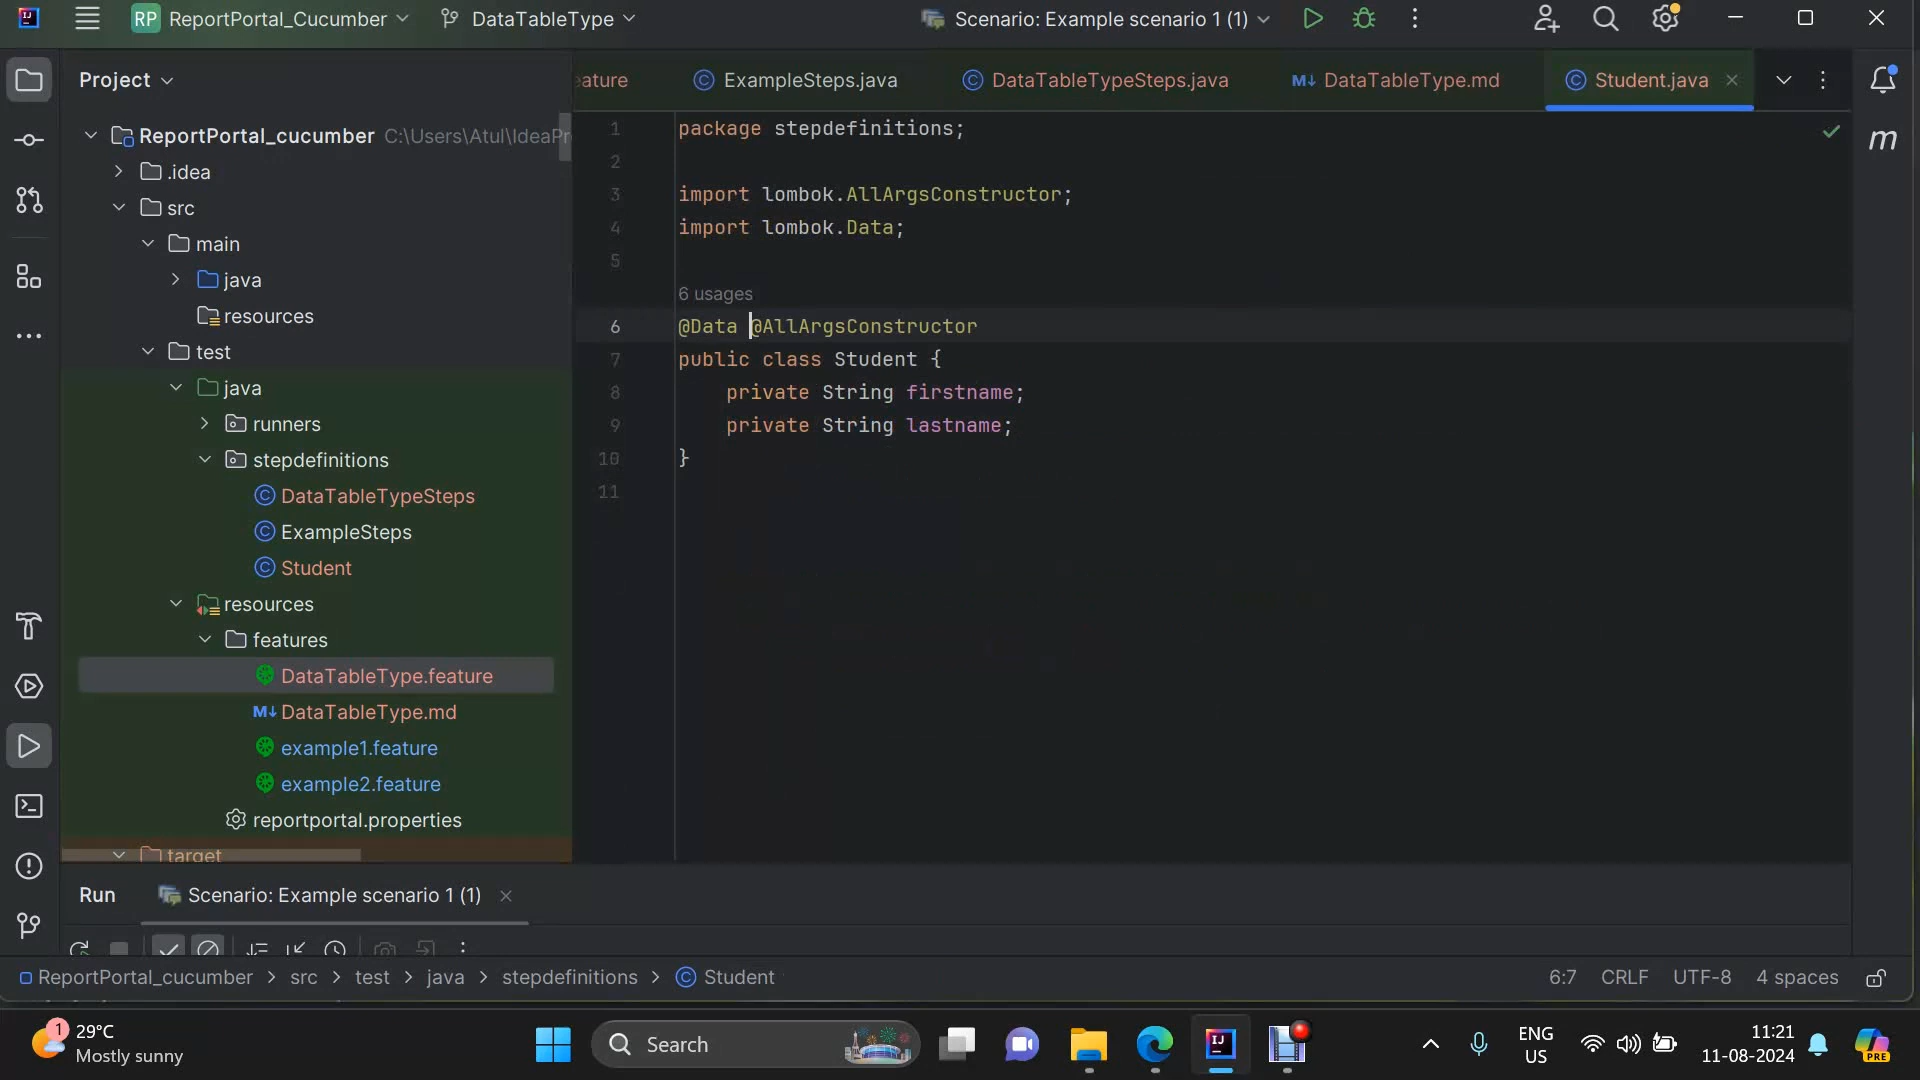 RP ReportPortal_Cucumber DataTableType Scenario: Example scenario 1 (1)
Project
eature ExampleSteps.java DataTableTypeSteps.java M↓ DataTableType.md Student.java
ReportPortal_cucumber C:\Users\Atul\IdeaPr
.idea
src
main
java
resources
test
java
runners
stepdefinitions
DataTableTypeSteps
ExampleSteps
Student
resources
features
DataTableType.feature
M↓ DataTableType.md
example1.feature
example2.feature
reportportal.properties
target
1 package stepdefinitions;
2
3 import lombok.AllArgsConstructor;
4 import lombok.Data;
5
6 usages
6 @Data @AllArgsConstructor
7 public class Student {
8 private String firstname;
9 private String lastname;
10 }
11
m
Run Scenario: Example scenario 1 (1)
ReportPortal_cucumber > src > test > java > stepdefinitions > Student
6:7 CRLF UTF-8 4 spaces
1
29°C
Mostly sunny
Search
ENG
US
11:21
11-08-2024
PRE